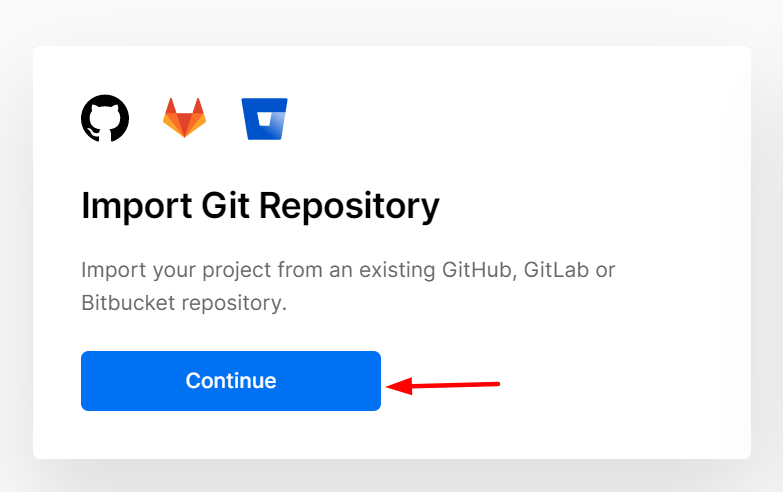 Import Git Repository
Import your project from an existing GitHub, GitLab or
Bitbucket repository.
Continue